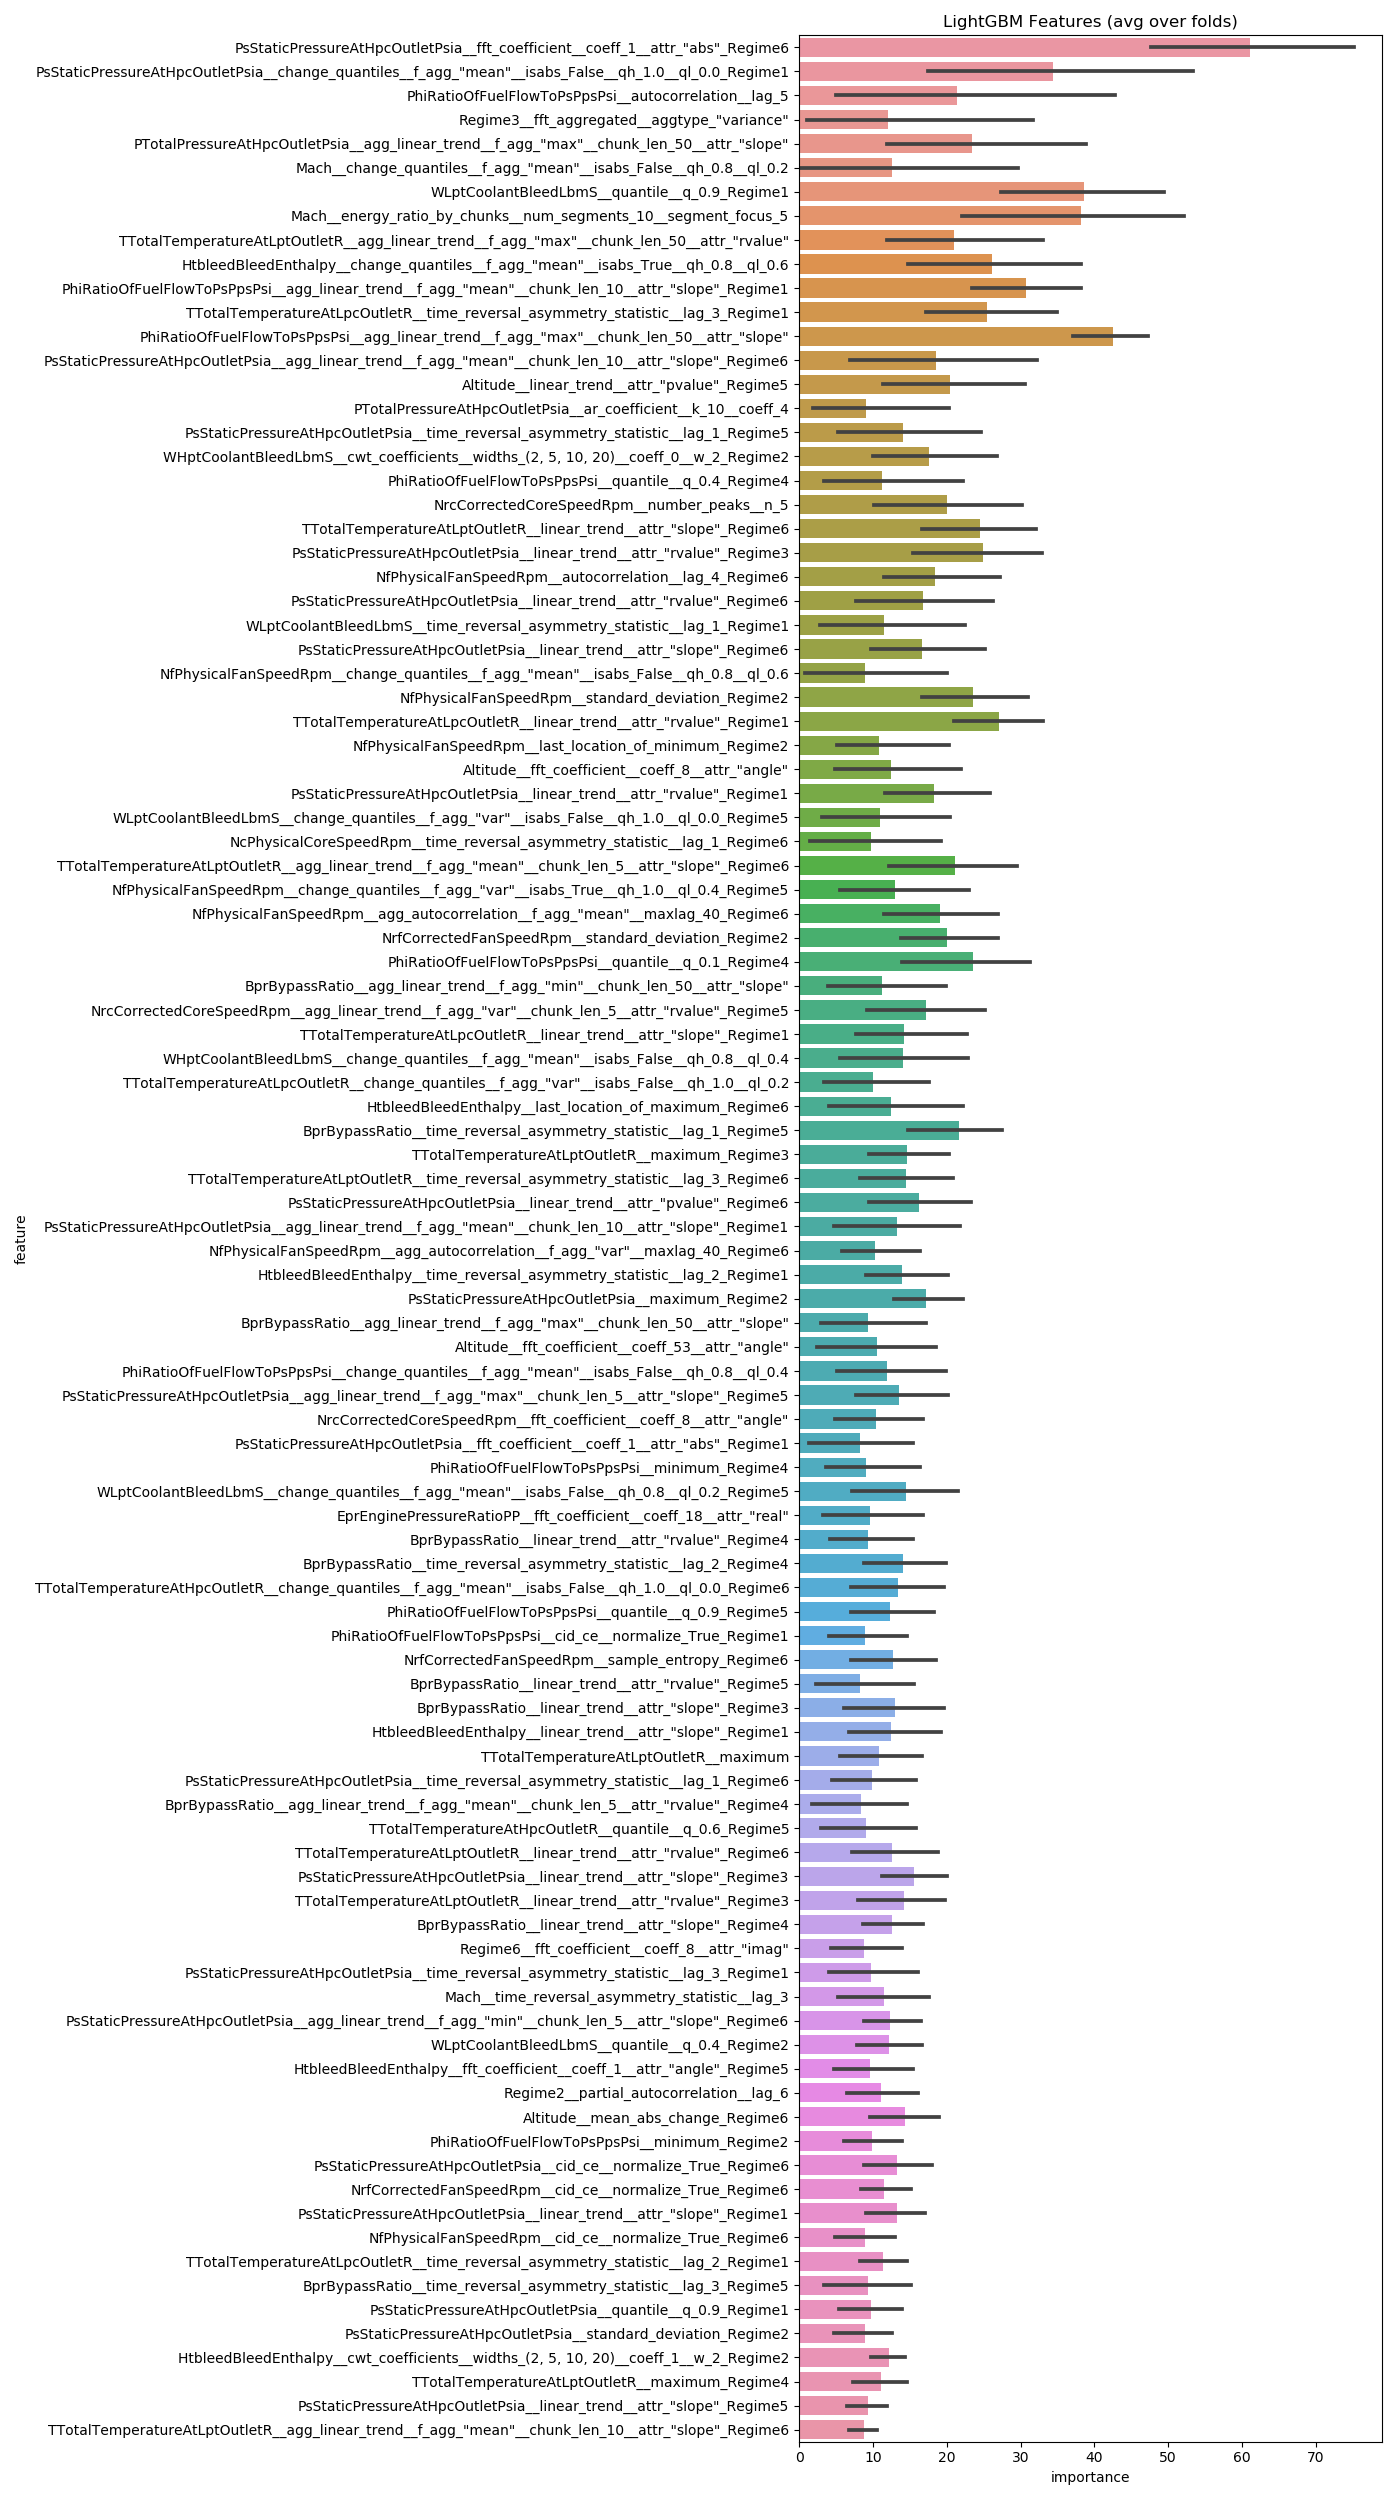 LightGBM Features (avg over folds)
PsStaticPressureAtHpcOutletPsia__fft_coefficient__coeff_1__attr_"abs"_Regime6
PsStaticPressureAtHpcOutletPsia__change_quantiles__f_agg_"mean"__isabs_False__qh_1.0__ql_0.0_Regime1
PhiRatioOfFuelFlowToPsPpsPsi__autocorrelation__lag_5
Regime3__fft_aggregated__aggtype_"variance"
PTotalPressureAtHpcOutletPsia__agg_linear_trend__f_agg_"max"__chunk_len_50__attr_"slope"
Mach__change_quantiles__f_agg_"mean"__isabs_False__qh_0.8__ql_0.2
WLptCoolantBleedLbmS__quantile__q_0.9_Regime1
Mach__energy_ratio_by_chunks__num_segments_10__segment_focus_5
TTotalTemperatureAtLptOutletR__agg_linear_trend__f_agg_"max"__chunk_len_50__attr_"rvalue"
HtbleedBleedEnthalpy__change_quantiles__f_agg_"mean"__isabs_True__qh_0.8__ql_0.6
PhiRatioOfFuelFlowToPsPpsPsi__agg_linear_trend__f_agg_"mean"__chunk_len_10__attr_"slope"_Regime1
TTotalTemperatureAtLpcOutletR__time_reversal_asymmetry_statistic__lag_3_Regime1
PhiRatioOfFuelFlowToPsPpsPsi__agg_linear_trend__f_agg_"max"__chunk_len_50__attr_"slope"
PsStaticPressureAtHpcOutletPsia__agg_linear_trend__f_agg_"mean"__chunk_len_10__attr_"slope"_Regime6
Altitude__linear_trend__attr_"pvalue"_Regime5
PTotalPressureAtHpcOutletPsia__ar_coefficient__k_10__coeff_4
PsStaticPressureAtHpcOutletPsia__time_reversal_asymmetry_statistic__lag_1_Regime5
WHptCoolantBleedLbmS__cwt_coefficients__widths_(2, 5, 10, 20)__coeff_0__w_2_Regime2
PhiRatioOfFuelFlowToPsPpsPsi__quantile__q_0.4_Regime4
NrcCorrectedCoreSpeedRpm__number_peaks__n_5
TTotalTemperatureAtLptOutletR__linear_trend__attr_"slope"_Regime6
PsStaticPressureAtHpcOutletPsia__linear_trend__attr_"rvalue"_Regime3
NfPhysicalFanSpeedRpm__autocorrelation__lag_4_Regime6
PsStaticPressureAtHpcOutletPsia__linear_trend__attr_"rvalue"_Regime6
WLptCoolantBleedLbmS__time_reversal_asymmetry_statistic__lag_1_Regime1
PsStaticPressureAtHpcOutletPsia__linear_trend__attr_"slope"_Regime6
NfPhysicalFanSpeedRpm__change_quantiles__f_agg_"mean"__isabs_False__qh_0.8__ql_0.6
NfPhysicalFanSpeedRpm__standard_deviation_Regime2
TTotalTemperatureAtLpcOutletR__linear_trend__attr_"rvalue"_Regime1
NfPhysicalFanSpeedRpm__last_location_of_minimum_Regime2
Altitude__fft_coefficient__coeff_8__attr_"angle"
PsStaticPressureAtHpcOutletPsia__linear_trend__attr_"rvalue"_Regime1
WLptCoolantBleedLbmS__change_quantiles__f_agg_"var"__isabs_False__qh_1.0__ql_0.0_Regime5
NcPhysicalCoreSpeedRpm__time_reversal_asymmetry_statistic__lag_1_Regime6
TTotalTemperatureAtLptOutletR__agg_linear_trend__f_agg_"mean"__chunk_len_5__attr_"slope"_Regime6
NfPhysicalFanSpeedRpm__change_quantiles__f_agg_"var"__isabs_True__qh_1.0__ql_0.4_Regime5
NfPhysicalFanSpeedRpm__agg_autocorrelation__f_agg_"mean"__maxlag_40_Regime6
NrfCorrectedFanSpeedRpm__standard_deviation_Regime2
PhiRatioOfFuelFlowToPsPpsPsi__quantile__q_0.1_Regime4
BprBypassRatio__agg_linear_trend__f_agg_"min"__chunk_len_50__attr_"slope"
NrcCorrectedCoreSpeedRpm__agg_linear_trend__f_agg_"var"__chunk_len_5__attr_"rvalue"_Regime5
TTotalTemperatureAtLpcOutletR__linear_trend__attr_"slope"_Regime1
WHptCoolantBleedLbmS__change_quantiles__f_agg_"mean"__isabs_False__qh_0.8__ql_0.4
TTotalTemperatureAtLpcOutletR__change_quantiles__f_agg_"var"__isabs_False__qh_1.0__ql_0.2
HtbleedBleedEnthalpy__last_location_of_maximum_Regime6
BprBypassRatio__time_reversal_asymmetry_statistic__lag_1_Regime5
TTotalTemperatureAtLptOutletR__maximum_Regime3
TTotalTemperatureAtLptOutletR__time_reversal_asymmetry_statistic__lag_3_Regime6
PsStaticPressureAtHpcOutletPsia__linear_trend__attr_"pvalue"_Regime6
PsStaticPressureAtHpcOutletPsia__agg_linear_trend__f_agg_"mean"__chunk_len_10__attr_"slope"_Regime1
NfPhysicalFanSpeedRpm__agg_autocorrelation__f_agg_"var"__maxlag_40_Regime6
HtbleedBleedEnthalpy__time_reversal_asymmetry_statistic__lag_2_Regime1
PsStaticPressureAtHpcOutletPsia__maximum_Regime2
BprBypassRatio__agg_linear_trend__f_agg_"max"__chunk_len_50__attr_"slope"
Altitude__fft_coefficient__coeff_53__attr_"angle"
PhiRatioOfFuelFlowToPsPpsPsi__change_quantiles__f_agg_"mean"__isabs_False__qh_0.8__ql_0.4
PsStaticPressureAtHpcOutletPsia__agg_linear_trend__f_agg_"max"__chunk_len_5__attr_"slope"_Regime5
NrcCorrectedCoreSpeedRpm__fft_coefficient__coeff_8__attr_"angle"
PsStaticPressureAtHpcOutletPsia__fft_coefficient__coeff_1__attr_"abs"_Regime1
PhiRatioOfFuelFlowToPsPpsPsi__minimum_Regime4
WLptCoolantBleedLbmS__change_quantiles__f_agg_"mean"__isabs_False__qh_0.8__ql_0.2_Regime5
EprEnginePressureRatioPP__fft_coefficient__coeff_18__attr_"real"
BprBypassRatio__linear_trend__attr_"rvalue"_Regime4
BprBypassRatio__time_reversal_asymmetry_statistic__lag_2_Regime4
TTotalTemperatureAtHpcOutletR__change_quantiles__f_agg_"mean"__isabs_False__qh_1.0__ql_0.0_Regime6
PhiRatioOfFuelFlowToPsPpsPsi__quantile__q_0.9_Regime5
PhiRatioOfFuelFlowToPsPpsPsi__cid_ce__normalize_True_Regime1
NrfCorrectedFanSpeedRpm__sample_entropy_Regime6
BprBypassRatio__linear_trend__attr_"rvalue"_Regime5
BprBypassRatio__linear_trend__attr_"slope"_Regime3
HtbleedBleedEnthalpy__linear_trend__attr_"slope"_Regime1
TTotalTemperatureAtLptOutletR__maximum
PsStaticPressureAtHpcOutletPsia__time_reversal_asymmetry_statistic__lag_1_Regime6
BprBypassRatio__agg_linear_trend__f_agg_"mean"__chunk_len_5__attr_"rvalue"_Regime4
TTotalTemperatureAtHpcOutletR__quantile__q_0.6_Regime5
TTotalTemperatureAtLptOutletR__linear_trend__attr_"rvalue"_Regime6
PsStaticPressureAtHpcOutletPsia__linear_trend__attr_"slope"_Regime3
TTotalTemperatureAtLptOutletR__linear_trend__attr_"rvalue"_Regime3
BprBypassRatio__linear_trend__attr_"slope"_Regime4
Regime6__fft_coefficient__coeff_8__attr_"imag"
PsStaticPressureAtHpcOutletPsia__time_reversal_asymmetry_statistic__lag_3_Regime1
Mach__time_reversal_asymmetry_statistic__lag_3
PsStaticPressureAtHpcOutletPsia__agg_linear_trend__f_agg_"min"__chunk_len_5__attr_"slope"_Regime6
WLptCoolantBleedLbmS__quantile__q_0.4_Regime2
HtbleedBleedEnthalpy__fft_coefficient__coeff_1__attr_"angle"_Regime5
Regime2__partial_autocorrelation__lag_6
Altitude__mean_abs_change_Regime6
PhiRatioOfFuelFlowToPsPpsPsi__minimum_Regime2
PsStaticPressureAtHpcOutletPsia__cid_ce__normalize_True_Regime6
NrfCorrectedFanSpeedRpm__cid_ce__normalize_True_Regime6
PsStaticPressureAtHpcOutletPsia__linear_trend__attr_"slope"_Regime1
NfPhysicalFanSpeedRpm__cid_ce__normalize_True_Regime6
TTotalTemperatureAtLpcOutletR__time_reversal_asymmetry_statistic__lag_2_Regime1
BprBypassRatio__time_reversal_asymmetry_statistic__lag_3_Regime5
PsStaticPressureAtHpcOutletPsia__quantile__q_0.9_Regime1
PsStaticPressureAtHpcOutletPsia__standard_deviation_Regime2
HtbleedBleedEnthalpy__cwt_coefficients__widths_(2, 5, 10, 20)__coeff_1__w_2_Regime2
TTotalTemperatureAtLptOutletR__maximum_Regime4
PsStaticPressureAtHpcOutletPsia__linear_trend__attr_"slope"_Regime5
TTotalTemperatureAtLptOutletR__agg_linear_trend__f_agg_"mean"__chunk_len_10__attr_"slope"_Regime6
feature
0 10 20 30 40 50 60 70
importance